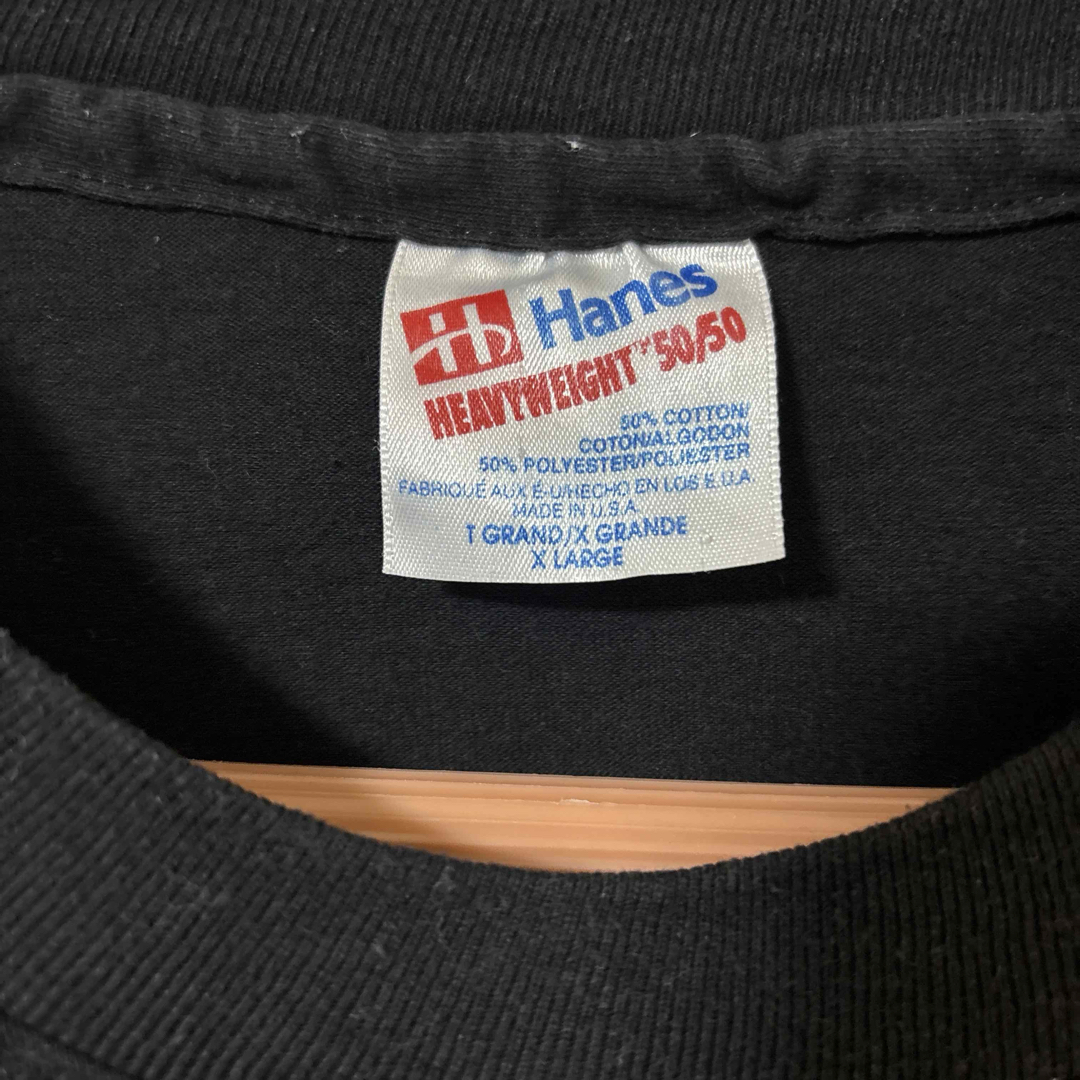 Hanes
HEAVYWEIGHT™ 50/50
50% COTTON/
COTON/ALGODON
50% POLYESTER/POLIESTER
FABRIQUÉ AUX É-U/HECHO EN LOS E.U.A.
MADE IN U.S.A.
T GRAND/X GRANDE
X LARGE